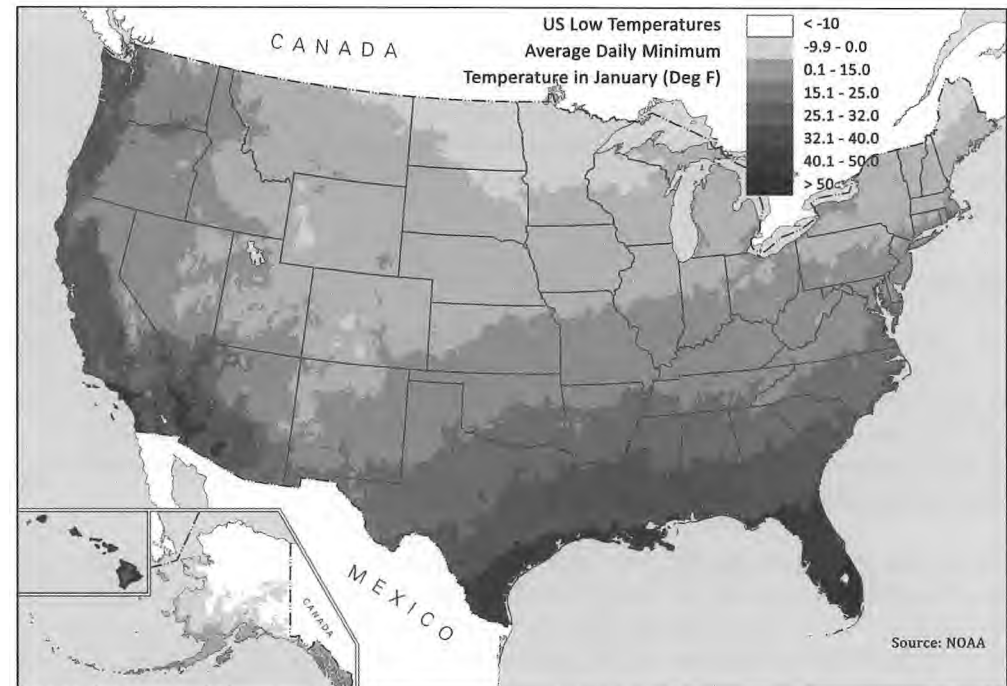 US Low Temperatures
Average Daily Minimum
Temperature in January (Deg F)
< -10
-9.9 - 0.0
0.1 - 15.0
15.1 - 25.0
25.1 - 32.0
32.1 - 40.0
40.1 - 50.0
> 50
CANADA
MEXICO
CANADA
Source: NOAA